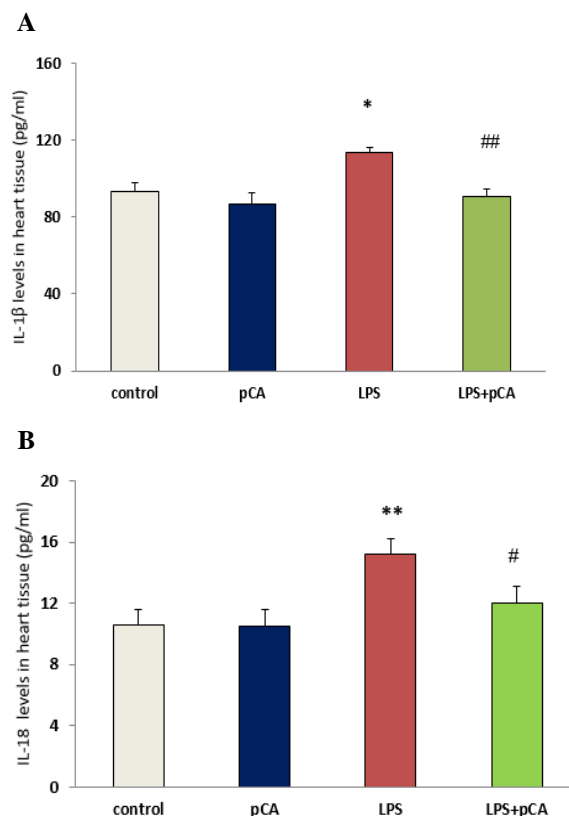 A
IL-1β levels in heart tissue (pg/ml)
160
120
80
40
0
*
##
control pCA LPS LPS+pCA
B
IL-18 levels in heart tissue (pg/ml)
20
16
12
8
4
0
**
#
control pCA LPS LPS+pCA